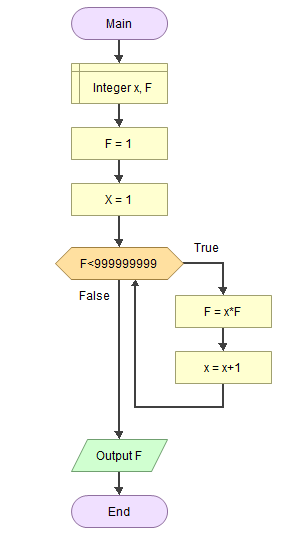 Main
Integer x, F
F = 1
X = 1
F<999999999
True
False
F = x*F
x = x+1
Output F
End